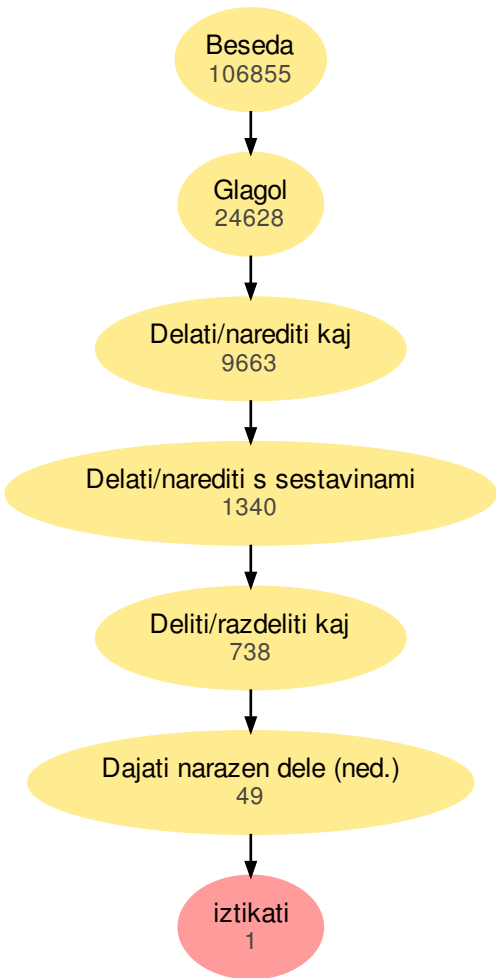 Beseda
106855
Glagol
24628
Delati/narediti kaj
9663
Delati/narediti s sestavinami
1340
Deliti/razdeliti kaj
738
Dajati narazen dele (ned.)
49
iztikati
1